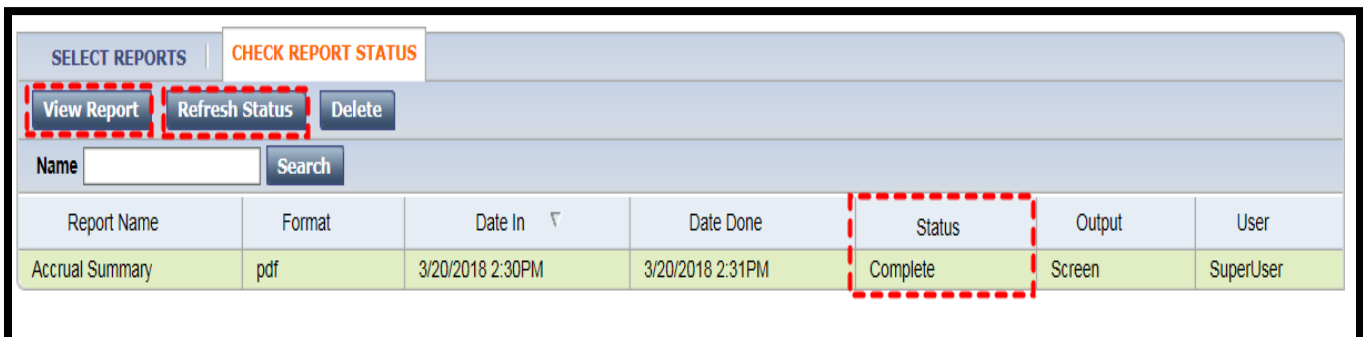 SELECT REPORTS CHECK REPORT STATUS
View Report Refresh Status Delete
Name Search
Report Name Format Date In Date Done Status Output User
Accrual Summary pdf 3/20/2018 2:30PM 3/20/2018 2:31PM Complete Screen SuperUser